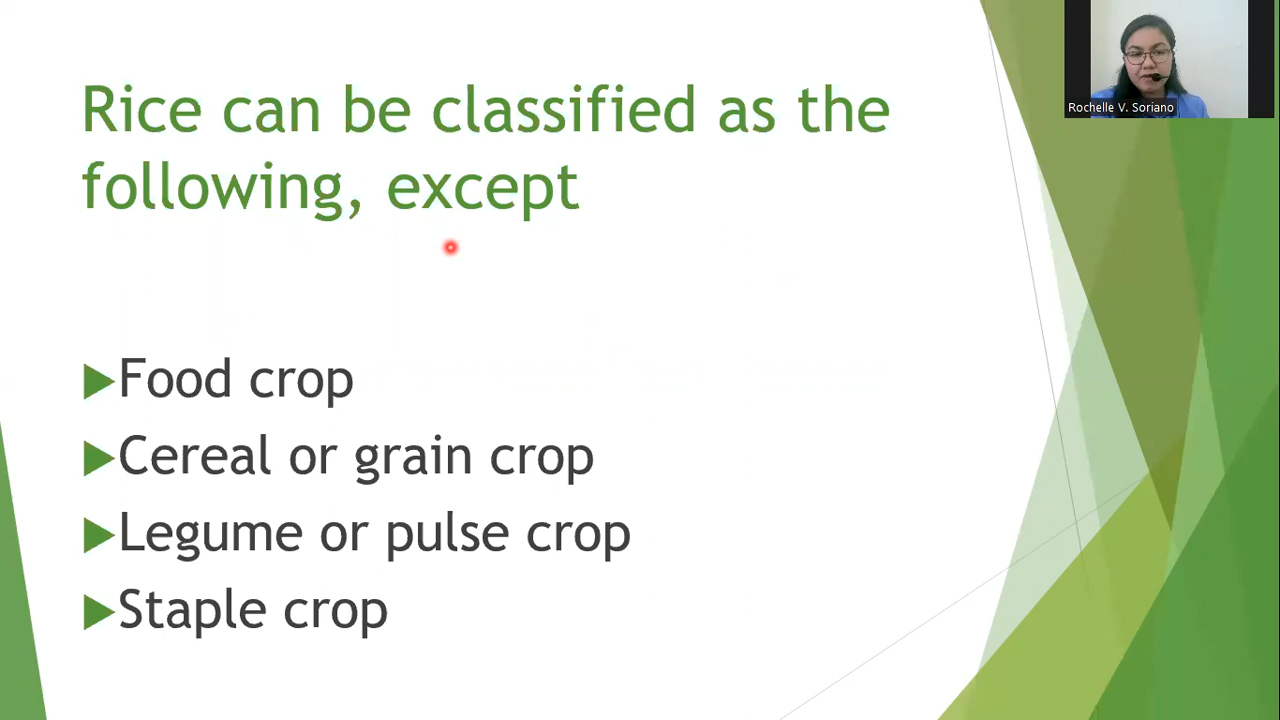 Rice can be classified as the
following, except
Food crop
Cereal or grain crop
Legume or pulse crop
Staple crop
Rochelle V. Soriano